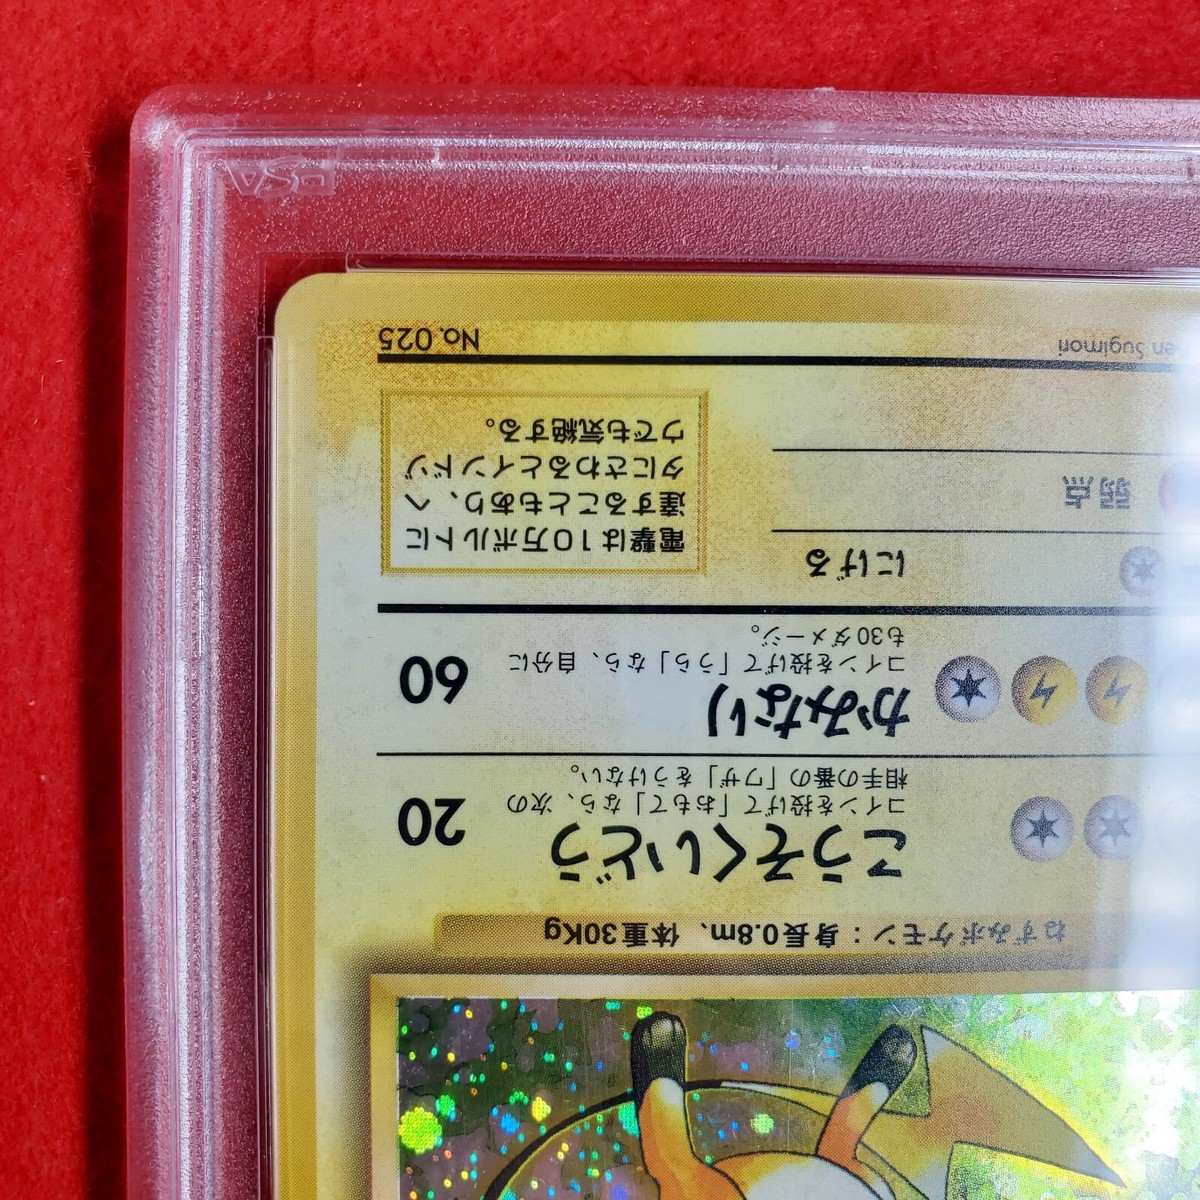 ねずみポケモン：身長0.8m、体重30Kg
こうそくいどう 20
コインを投げて「おもて」なら、次の
相手の番の「ワザ」をうけない。
かみなり 60
コインを投げて「うら」なら、自分に
も30ダメージ。
にげる
弱点
電撃は10万ボルトに
達することもあり、ヘ
タにさわるとインドゾ
ウでも気絶する。
en Sugimori
No. 025
PSA